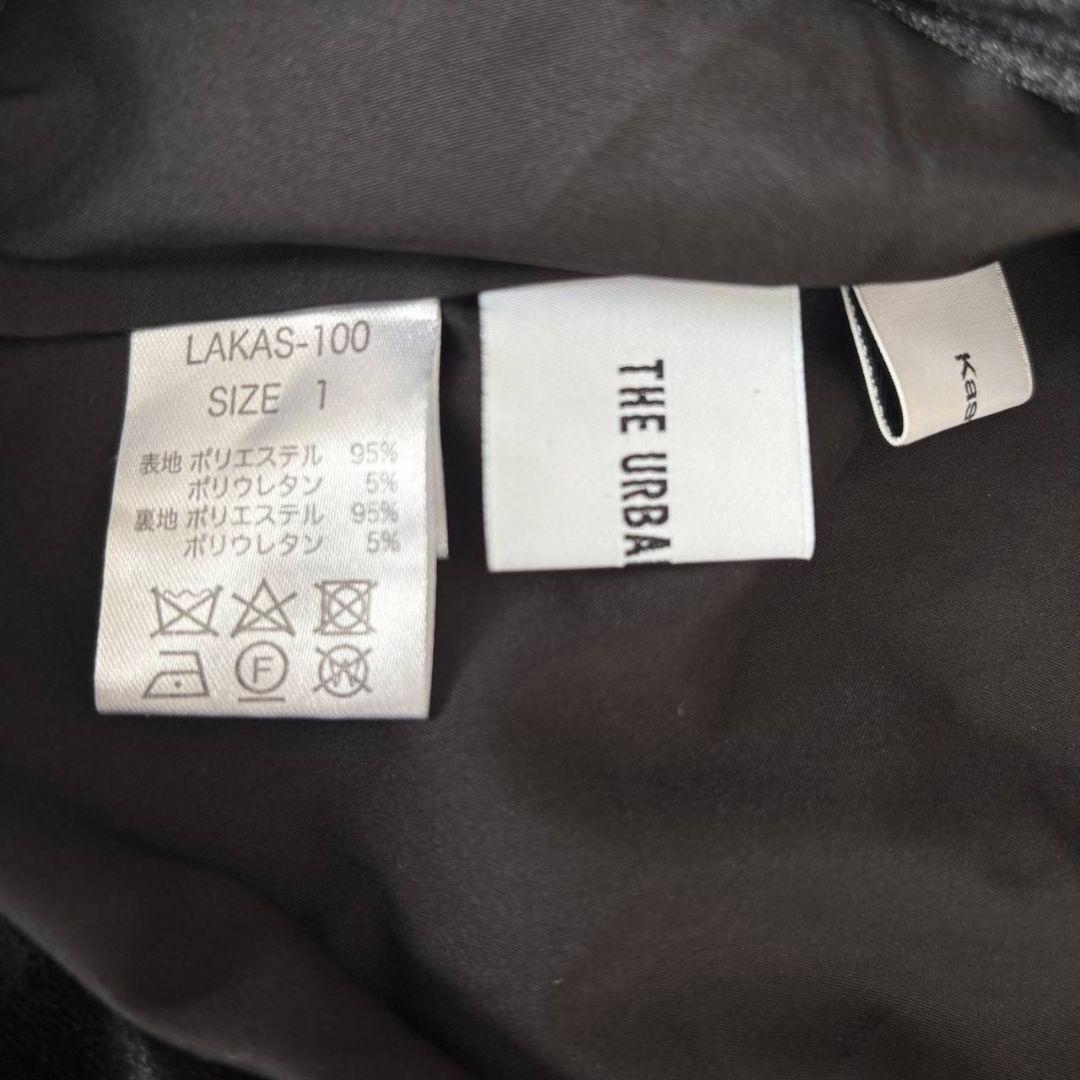 LAKAS-100
SIZE 1
表地 ポリエステル 95%
ポリウレタン 5%
裏地 ポリエステル 95%
ポリウレタン 5%
F
W
THE URBA
Kas